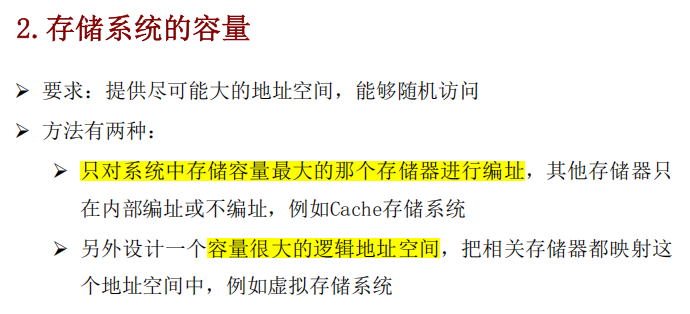 2.存储系统的容量
➢ 要求：提供尽可能大的地址空间，能够随机访问
➢ 方法有两种：
➢ 只对系统中存储容量最大的那个存储器进行编址，其他存储器只
在内部编址或不编址，例如Cache存储系统
➢ 另外设计一个容量很大的逻辑地址空间，把相关存储器都映射这
个地址空间中，例如虚拟存储系统